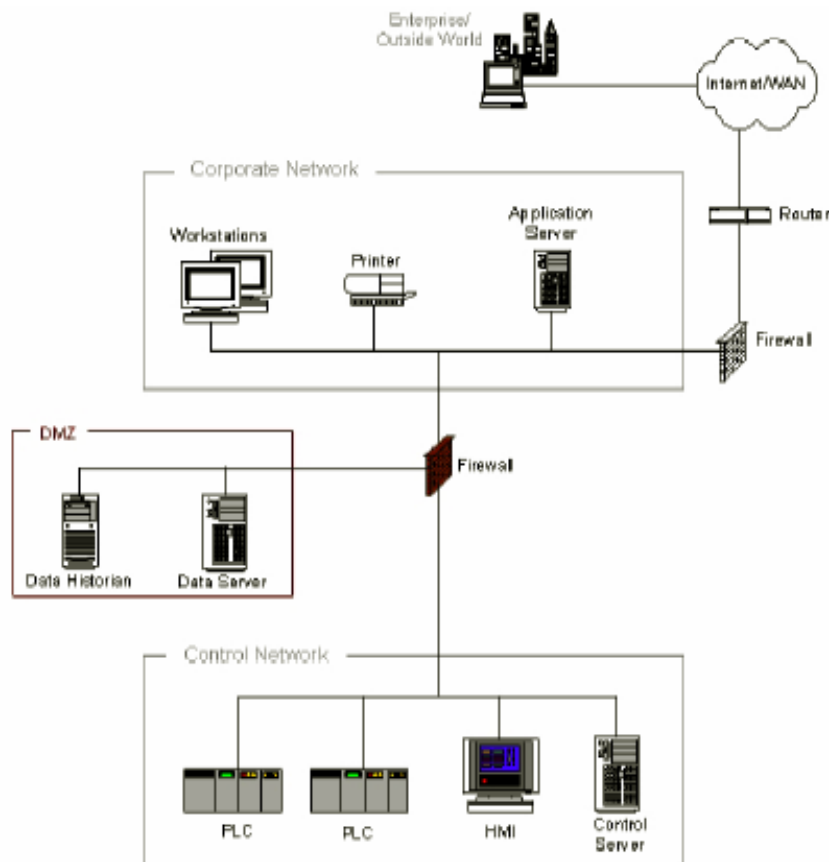 Enterprise/
Outside World
Internet/WAN
Corporate Network
Router
Application
Server
Workstations
Printer
Firewall
DMZ
Firewall
Data Historian
Data Server
Control Network
PLC
PLC
HMI
Control
Server